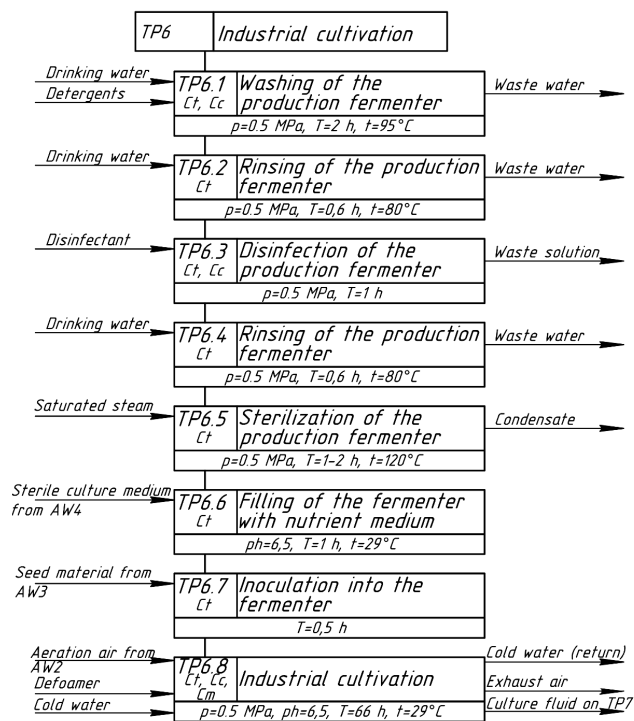 TP6 Industrial cultivation
Drinking water
Detergents
TP6.1 Washing of the
Ct, Cc production fermenter
Waste water
p=0.5 MPa, T=2 h, t=95°C
Drinking water
TP6.2 Rinsing of the production
Ct fermenter
Waste water
p=0.5 MPa, T=0,6 h, t=80°C
Disinfectant
TP6.3 Disinfection of the
Ct, Cc production fermenter
Waste solution
p=0.5 MPa, T=1 h
Drinking water
TP6.4 Rinsing of the production
Ct fermenter
Waste water
p=0.5 MPa, T=0,6 h, t=80°C
Saturated steam
TP6.5 Sterilization of the
Ct production fermenter
Condensate
p=0.5 MPa, T=1-2 h, t=120°C
Sterile culture medium
from AW4
TP6.6 Filling of the fermenter
Ct with nutrient medium
ph=6,5, T=1 h, t=29°C
Seed material from
AW3
TP6.7 Inoculation into the
Ct fermenter
T=0,5 h
Aeration air from
AW2
Defoamer
Cold water
TP6.8 Industrial cultivation
Ct, Cc,
Cm
Cold water (return)
Exhaust air
Culture fluid on TP7
p=0.5 MPa, ph=6,5, T=66 h, t=29°C